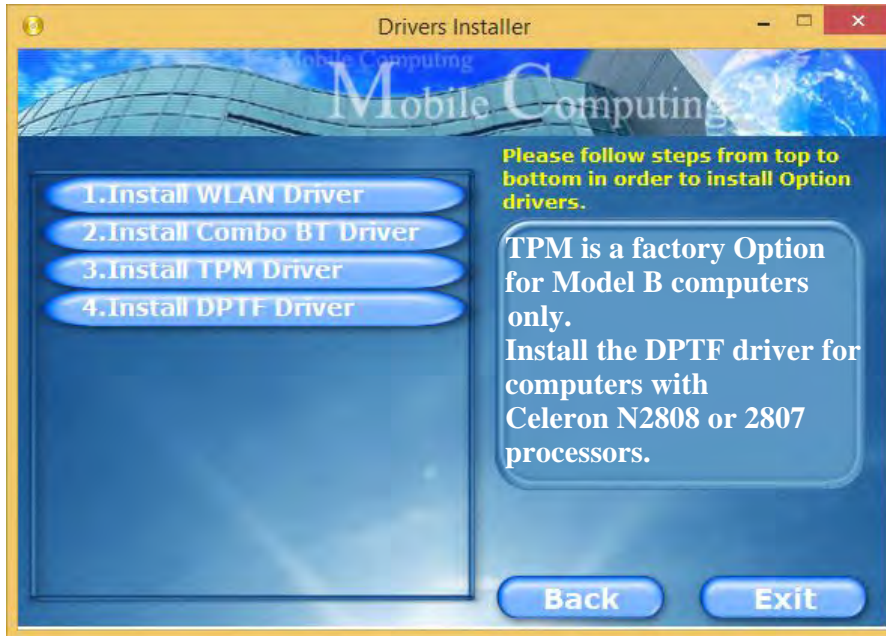 Drivers Installer
Mobile Computing
Mobile Computing
Please follow steps from top to
bottom in order to install Option
drivers.
1.Install WLAN Driver
2.Install Combo BT Driver
3.Install TPM Driver
4.Install DPTF Driver
TPM is a factory Option
for Model B computers
only.
Install the DPTF driver for
computers with
Celeron N2808 or 2807
processors.
Back
Exit